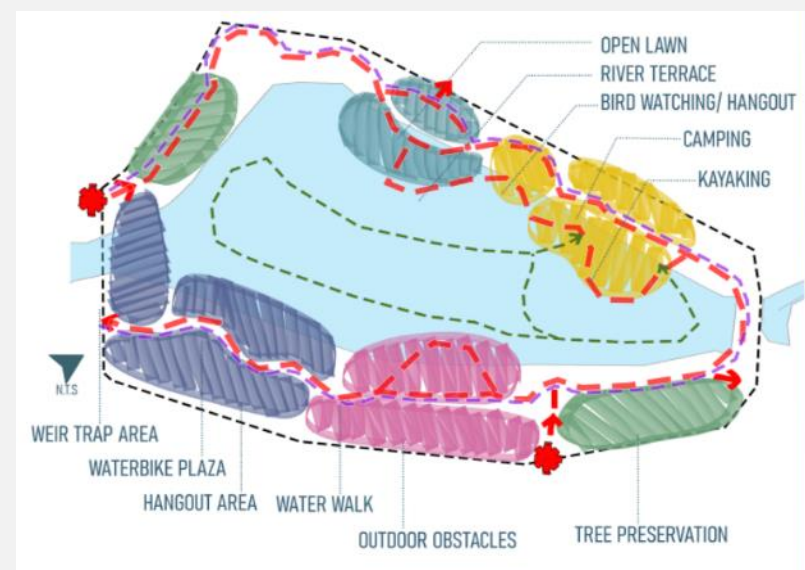 OPEN LAWN
RIVER TERRACE
BIRD WATCHING/ HANGOUT
CAMPING
KAYAKING
N.T.S
WEIR TRAP AREA
WATERBIKE PLAZA
HANGOUT AREA
WATER WALK
OUTDOOR OBSTACLES
TREE PRESERVATION